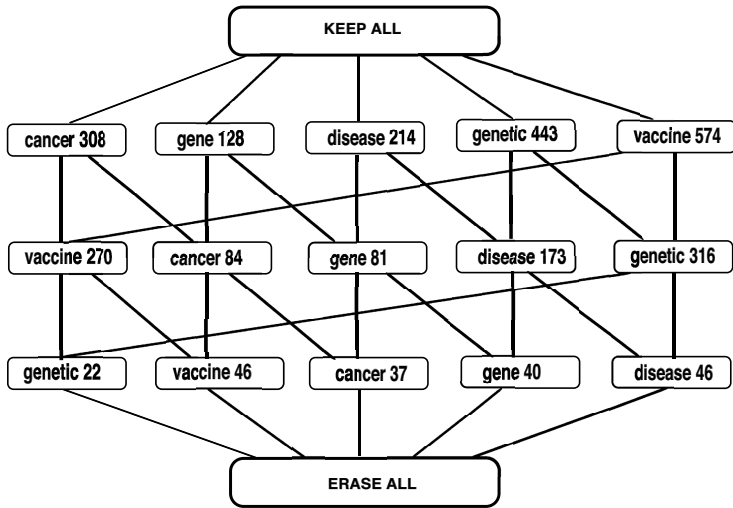 KEEP ALL
cancer 308
gene 128
disease 214
genetic 443
vaccine 574
vaccine 270
cancer 84
gene 81
disease 173
genetic 316
genetic 22
vaccine 46
cancer 37
gene 40
disease 46
ERASE ALL